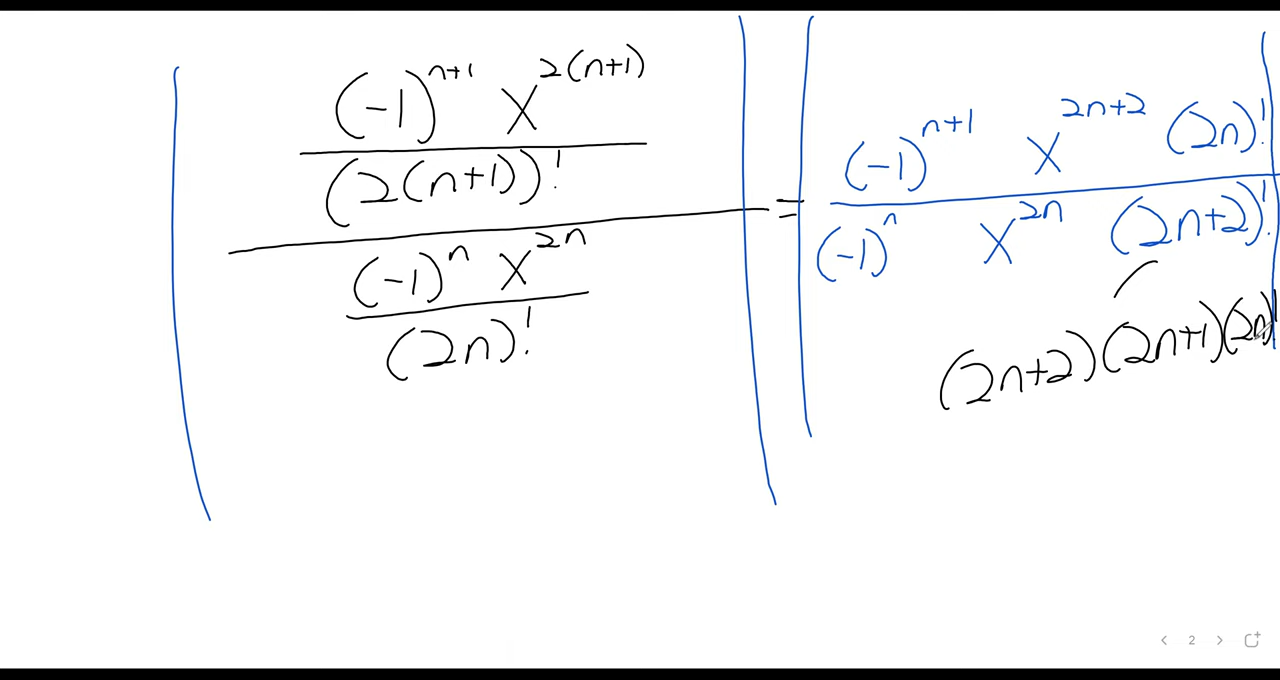 | ((-1)^{n+1} x^{2(n+1)} / (2(n+1))!) / ((-1)^n x^{2n} / (2n)!) | = | (-1)^{n+1} x^{2n+2} (2n)! / (-1)^n x^{2n} (2n+2)! |
(2n+2)(2n+1)(2n)!
< 2 >